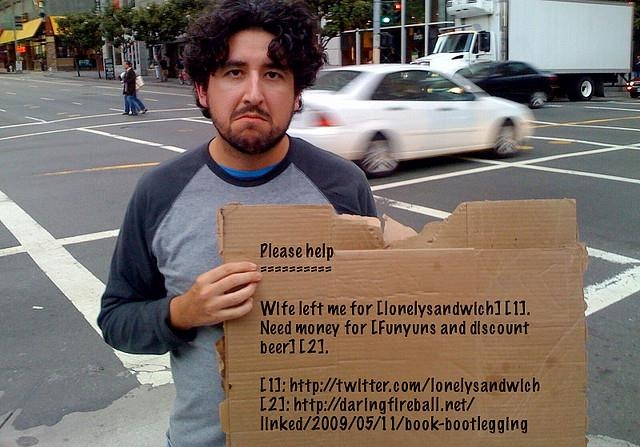 Please help
==========
Wife left me for [lonelysandwich] [1].
Need money for [Funyuns and discount
beer] [2].
[1]: http://twitter.com/lonelysandwich
[2]: http://daringfireball.net/
linked/2009/05/11/book-bootlegging